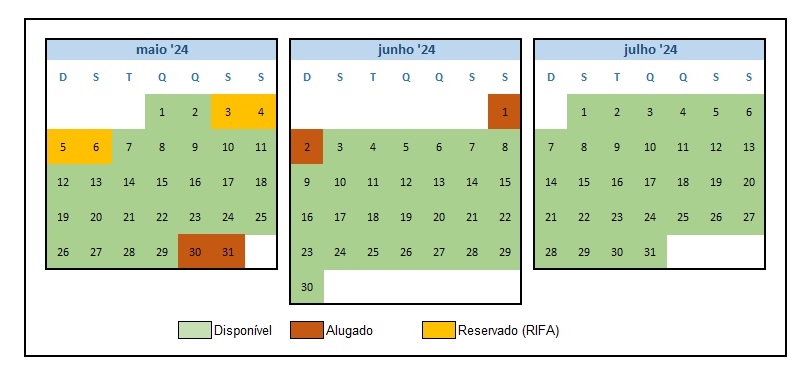 maio '24
D S T Q Q S S
1 2 3 4
5 6 7 8 9 10 11
12 13 14 15 16 17 18
19 20 21 22 23 24 25
26 27 28 29 30 31
junho '24
D S T Q Q S S
1
2 3 4 5 6 7 8
9 10 11 12 13 14 15
16 17 18 19 20 21 22
23 24 25 26 27 28 29
30
julho '24
D S T Q Q S S
1 2 3 4 5 6
7 8 9 10 11 12 13
14 15 16 17 18 19 20
21 22 23 24 25 26 27
28 29 30 31
Disponível Alugado Reservado (RIFA)